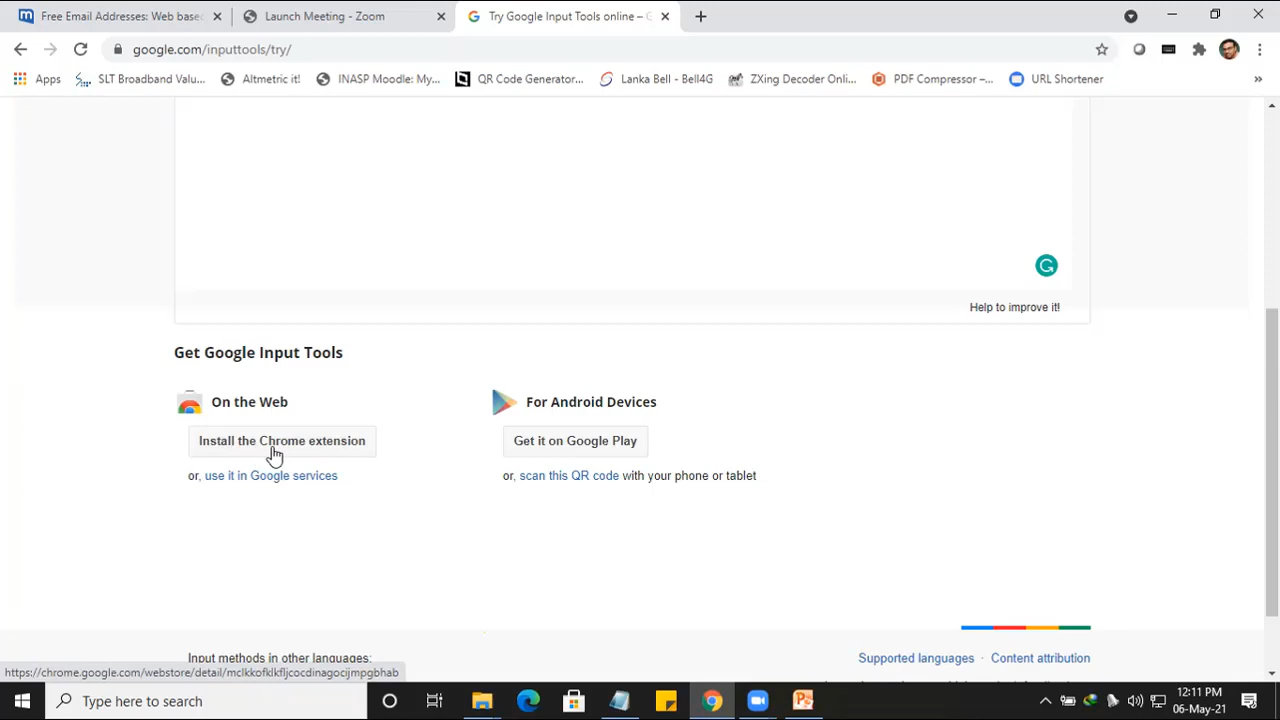 Free Email Addresses: Web base
Launch Meeting - Zoom
Try Google Input Tools online – G
google.com/inputtools/try/
Apps
SLT Broadband Valu...
Altmetric it!
INASP Moodle: My...
QR Code Generator...
Lanka Bell - Bell4G
ZXing Decoder Onli...
PDF Compressor –...
URL Shortener
Help to improve it!
Get Google Input Tools
On the Web
For Android Devices
Install the Chrome extension
Get it on Google Play
or, use it in Google services
or, scan this QR code with your phone or tablet
Input methods in other languages:
Supported languages
Content attribution
https://chrome.google.com/webstore/detail/mclkkofklkfljcocdinagocijmpgbhab
Type here to search
12:11 PM
06-May-21